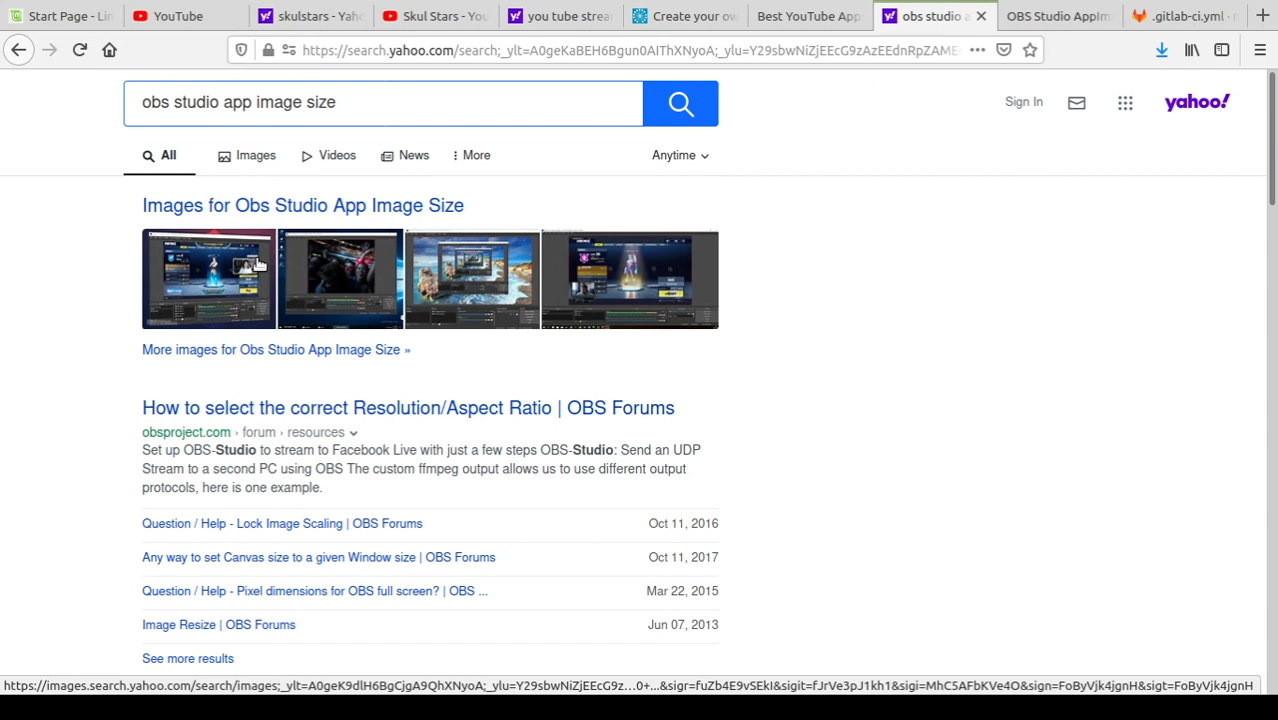 Start Page - Lin
YouTube
skulstars - Yaho
Skul Stars - You
you tube strea
Create your ow
Best YouTube Apps
obs studio a
OBS Studio AppIm
.gitlab-ci.yml - m
https://search.yahoo.com/search;_ylt=A0geKaBEH6Bgun0AIThXNyoA;_ylu=Y29sbwNiZjEEcG9zAzEEdnRpZAME
obs studio app image size
Sign In
yahoo!
All
Images
Videos
News
More
Anytime
Images for Obs Studio App Image Size
More images for Obs Studio App Image Size »
How to select the correct Resolution/Aspect Ratio | OBS Forums
obsproject.com › forum › resources
Set up OBS-Studio to stream to Facebook Live with just a few steps OBS-Studio: Send an UDP
Stream to a second PC using OBS The custom ffmpeg output allows us to use different output
protocols, here is one example.
Question / Help - Lock Image Scaling | OBS Forums Oct 11, 2016
Any way to set Canvas size to a given Window size | OBS Forums Oct 11, 2017
Question / Help - Pixel dimensions for OBS full screen? | OBS ... Mar 22, 2015
Image Resize | OBS Forums Jun 07, 2013
See more results
https://images.search.yahoo.com/search/images;_ylt=A0geK9dlH6BgCjgA9QhXNyoA;_ylu=Y29sbwNiZjEEcG9z…0+...&sigr=fuZb4E9vSEkI&sigit=fJrVe3pJ1kh1&sigi=MhC5AFbKVe4O&sign=FoByVjk4jgnH&sigt=FoByVjk4jgnH